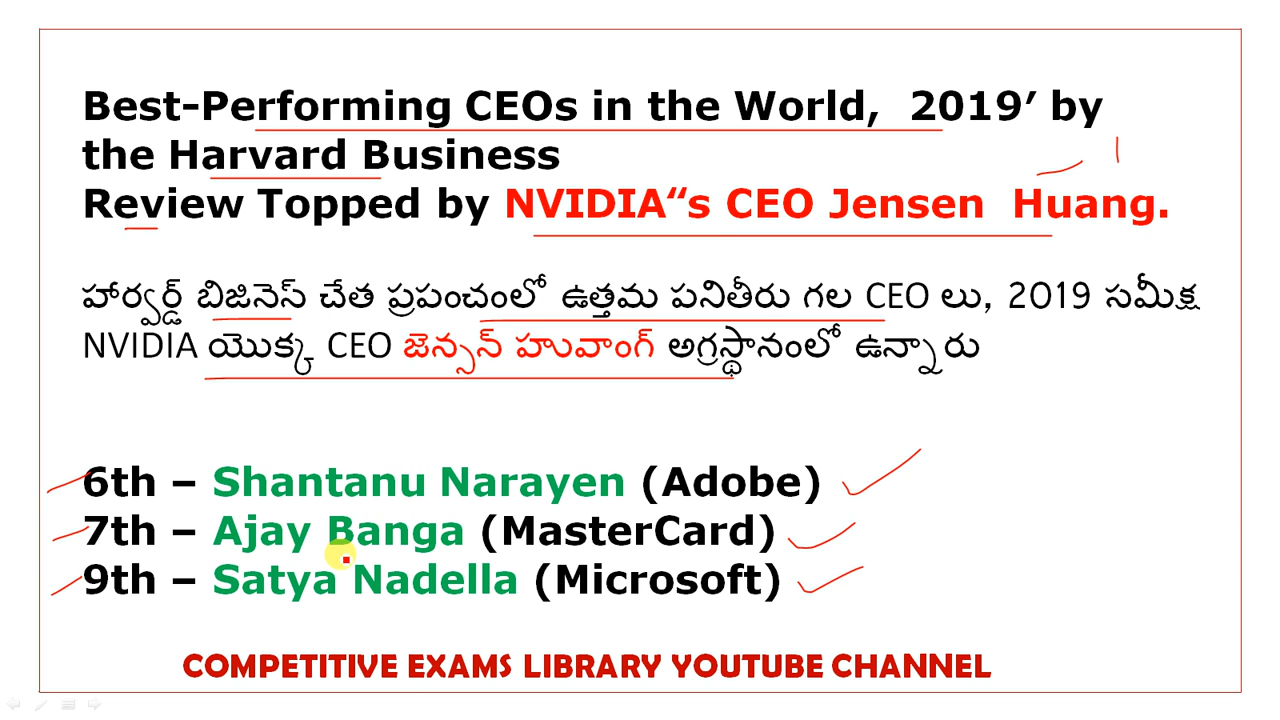 Best-Performing CEOs in the World, 2019’ by
the Harvard Business
Review Topped by NVIDIA“s CEO Jensen Huang.
హార్వర్డ్ బిజినెస్ చేత ప్రపంచంలో ఉత్తమ పనితీరు గల CEO లు, 2019 సమీక్ష
NVIDIA యొక్క CEO జెన్సన్ హువాంగ్ అగ్రస్థానంలో ఉన్నారు
6th – Shantanu Narayen (Adobe)
7th – Ajay Banga (MasterCard)
9th – Satya Nadella (Microsoft)
COMPETITIVE EXAMS LIBRARY YOUTUBE CHANNEL